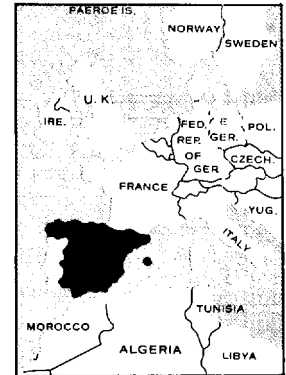 FAEROE IS.
NORWAY
SWEDEN
U. K.
IRE.
FED.
REP.
OF
GER.
E.
GER.
POL.
CZECH.
FRANCE
YUG.
ITALY
MOROCCO
TUNISIA
ALGERIA
LIBYA